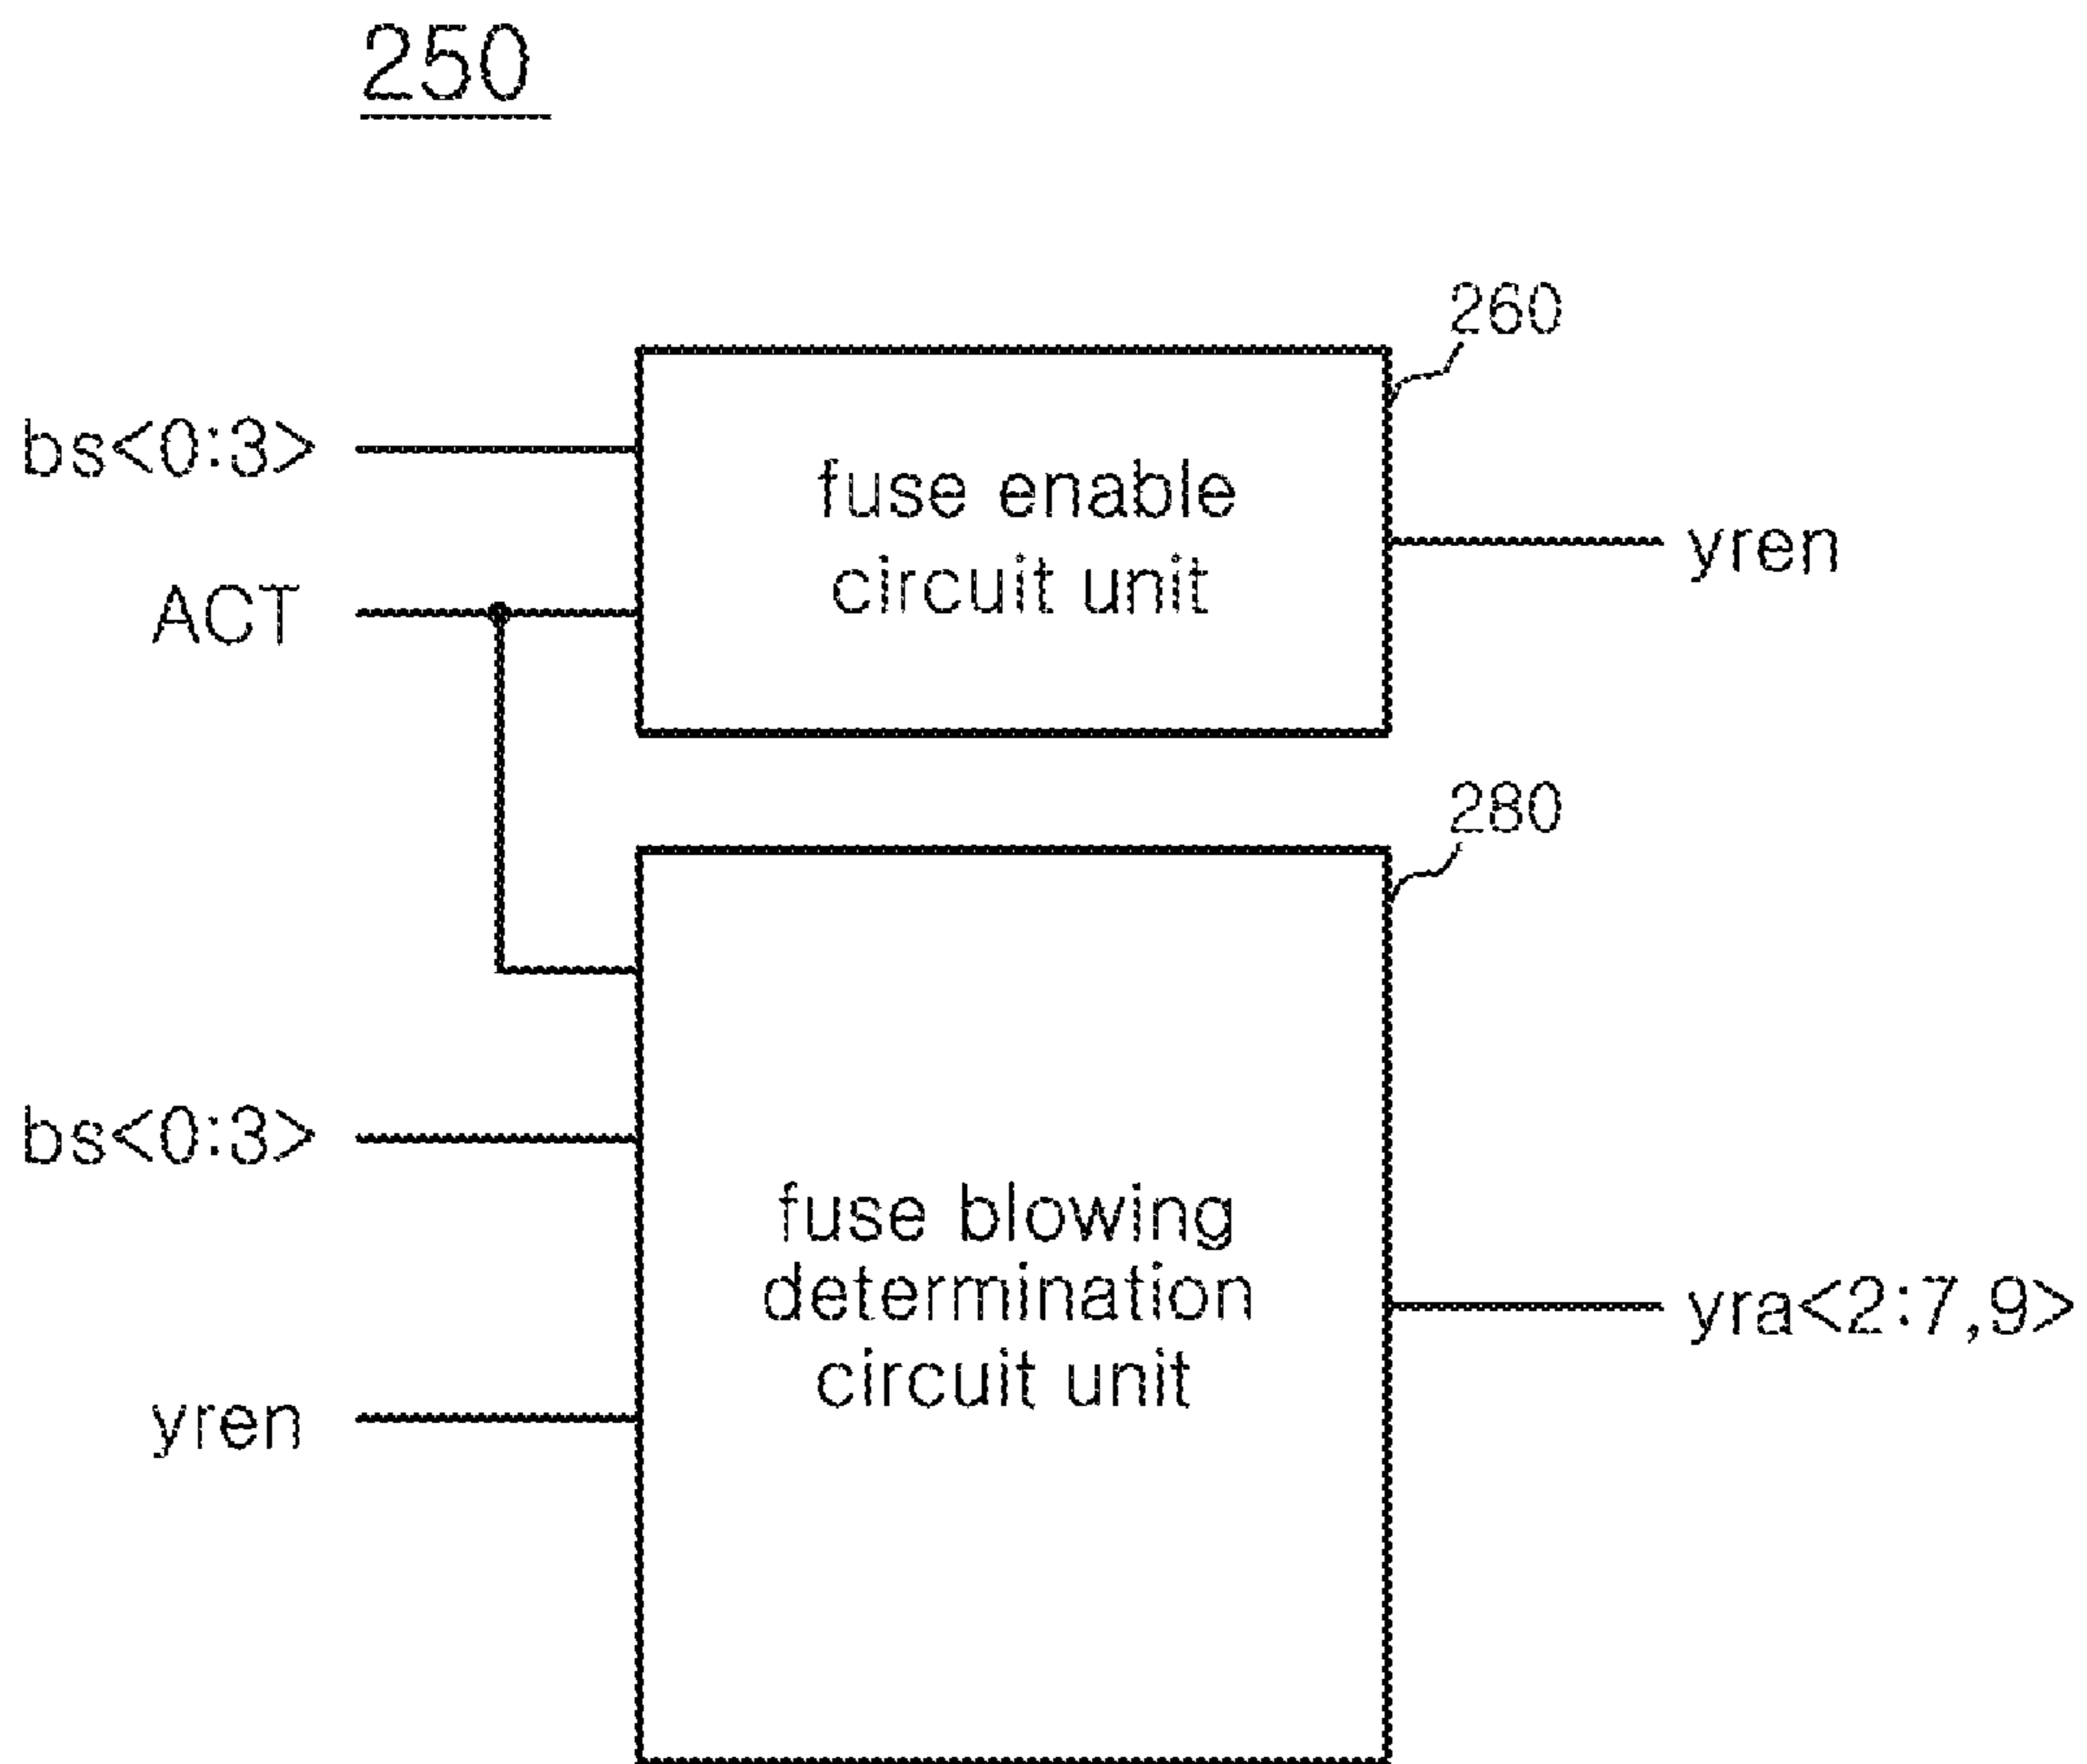 250
260
bs<0:3>
fuse enable
circuit unit
yren
ACT
280
bs<0:3>
fuse blowing
determination
circuit unit
yra<2:7,9>
yren